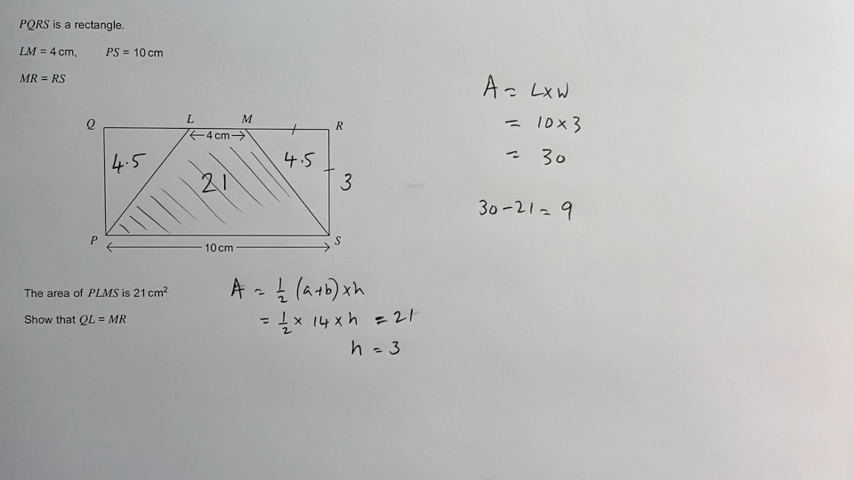 PQRS is a rectangle.
LM = 4 cm, PS = 10 cm
MR = RS
Q L M R
4 cm
4.5 21 4.5 3
P S
10 cm
The area of PLMS is 21 cm²
Show that QL = MR
A = ½ (a+b) × h
= ½ × 14 × h = 21
h = 3
A = L×W
= 10 × 3
= 30
30 - 21 = 9